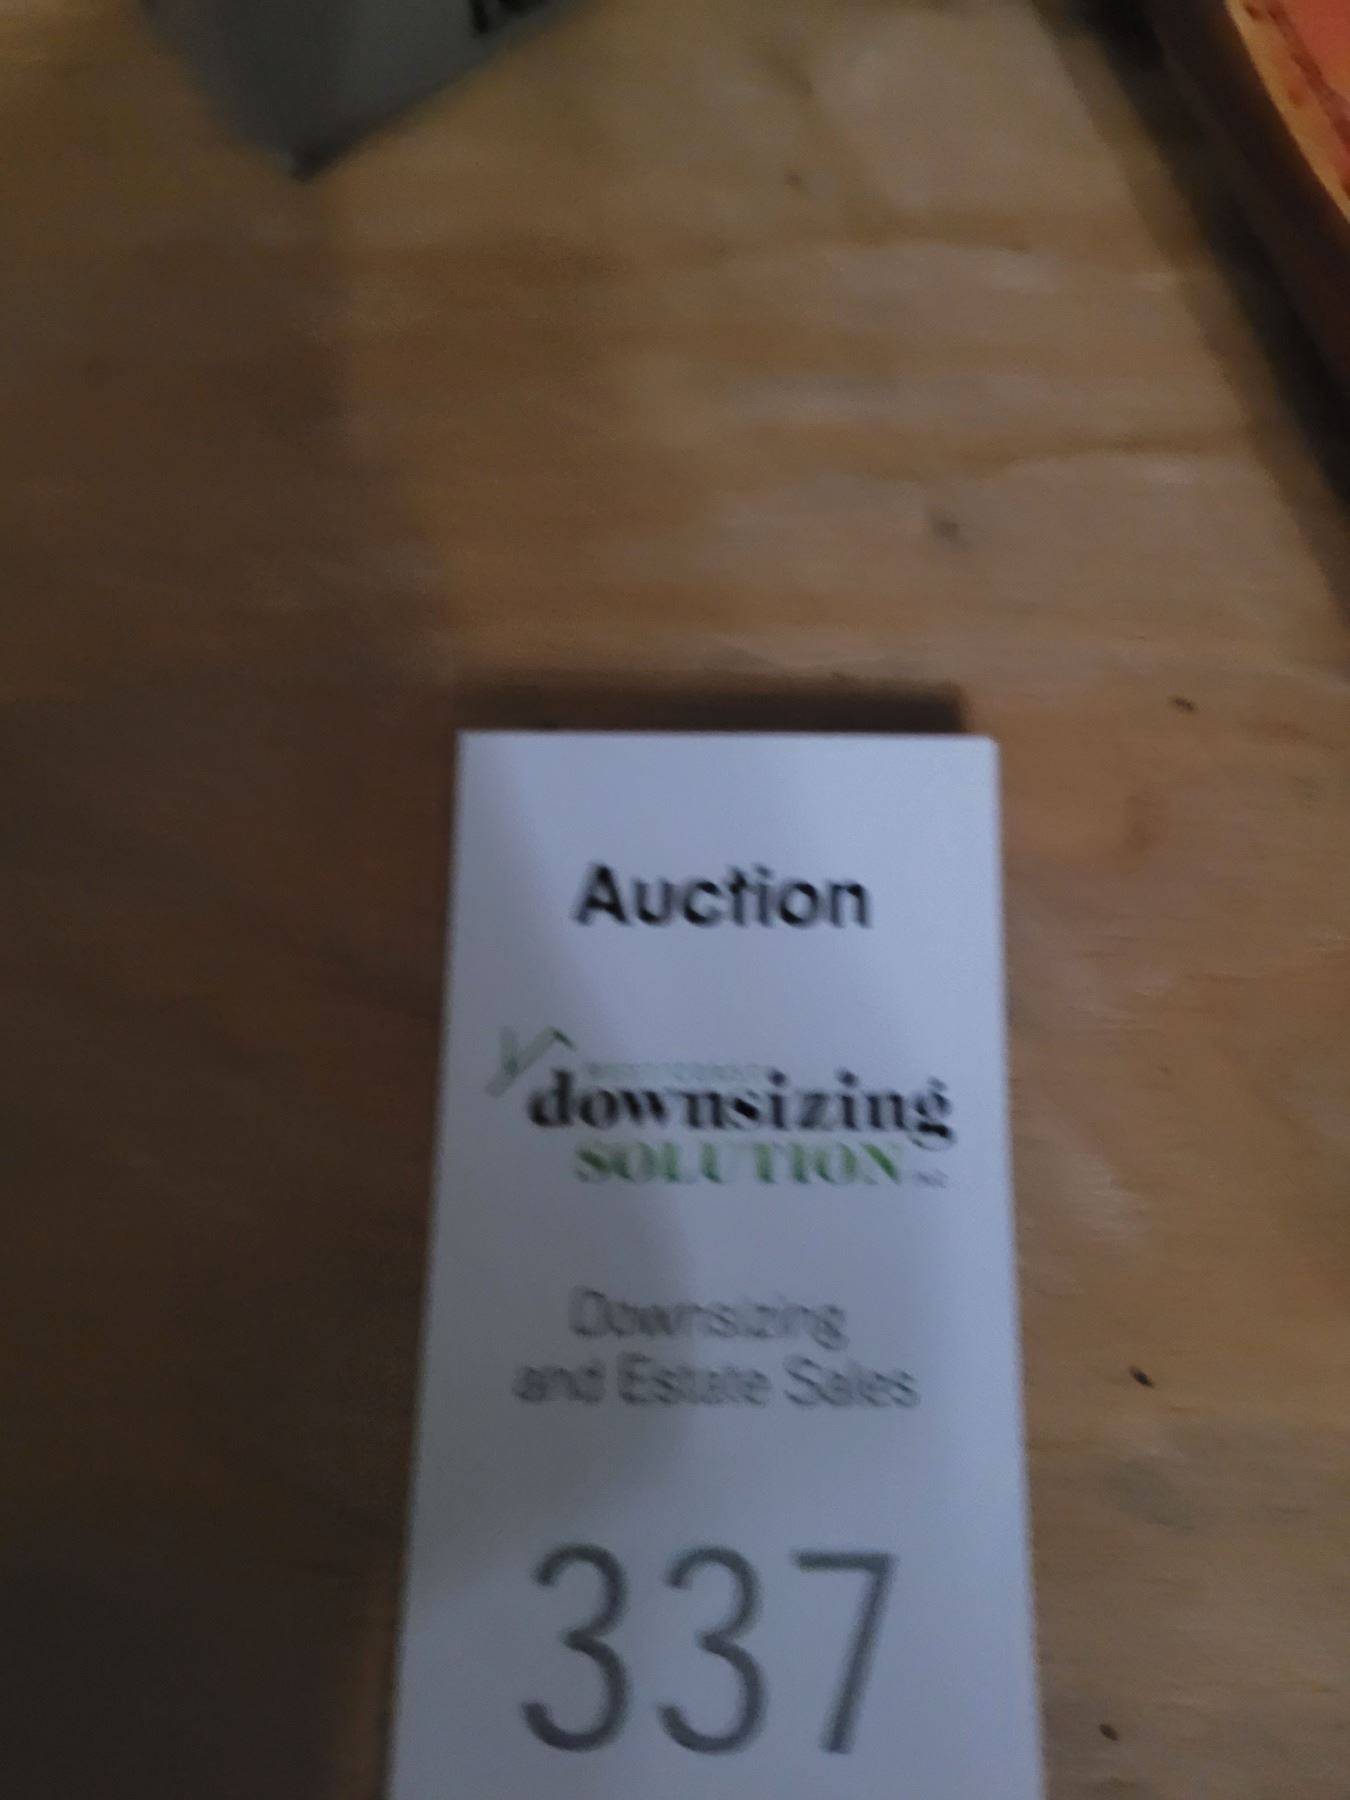 Auction
downsizing
SOLUTION
Downsizing
and Estate Sales
337